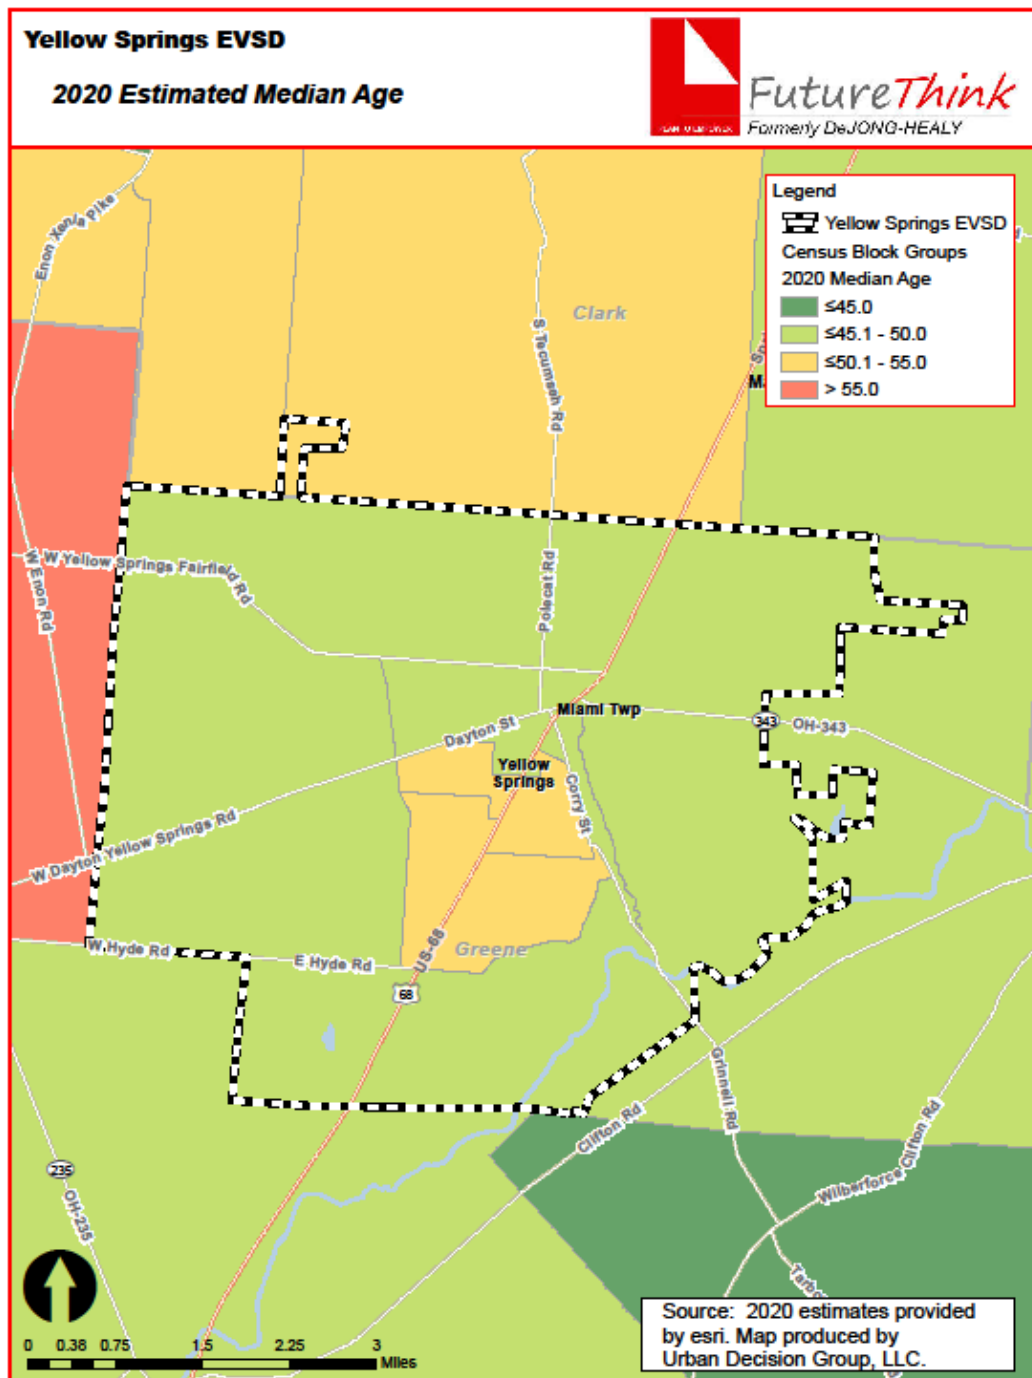 Yellow Springs EVSD
2020 Estimated Median Age
FutureThink
Formerly DeJONG-HEALY
Legend
Yellow Springs EVSD
Census Block Groups
2020 Median Age
≤45.0
≤45.1 - 50.0
≤50.1 - 55.0
> 55.0
Enon Xenia Pike
Clark
S Tecumseh Rd
W Yellow Springs Fairfield Rd
W Enon Rd
Polecat Rd
Miami Twp
343
OH-343
Dayton St
Yellow
Springs
Corry St
W Dayton Yellow Springs Rd
W Hyde Rd
E Hyde Rd
US-68
Greene
68
Grinnell Rd
Clifton Rd
Wilberforce Clifton Rd
235
OH-235
0 0.38 0.75 1.5 2.25 3
Miles
Source: 2020 estimates provided
by esri. Map produced by
Urban Decision Group, LLC.